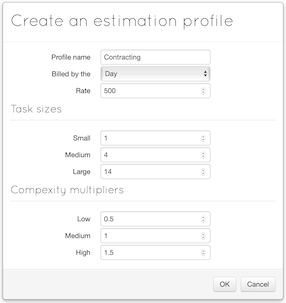 Create an estimation profile
Profile name Contracting
Billed by the Day
Rate 500
Task sizes
Small 1
Medium 4
Large 14
Compexity multipliers
Low 0.5
Medium 1
High 1.5
OK Cancel